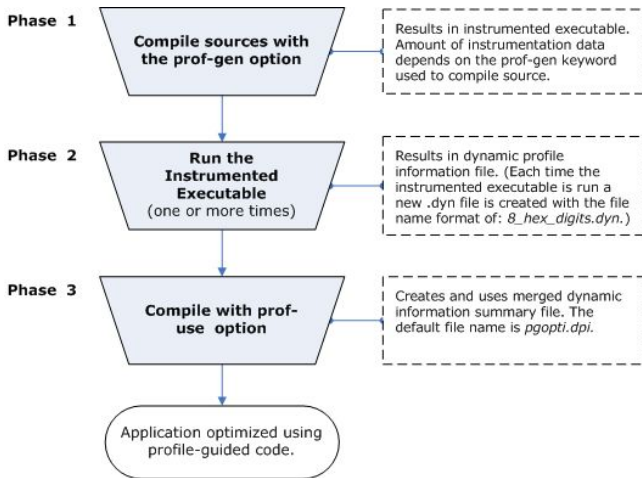 Phase 1
Compile sources with
the prof-gen option
Results in instrumented executable.
Amount of instrumentation data
depends on the prof-gen keyword
used to compile source.
Phase 2
Run the
Instrumented
Executable
(one or more times)
Results in dynamic profile
information file. (Each time the
instrumented executable is run a
new .dyn file is created with the file
name format of: 8_hex_digits.dyn.)
Phase 3
Compile with prof-
use option
Creates and uses merged dynamic
information summary file. The
default file name is pgopti.dpi.
Application optimized using
profile-guided code.